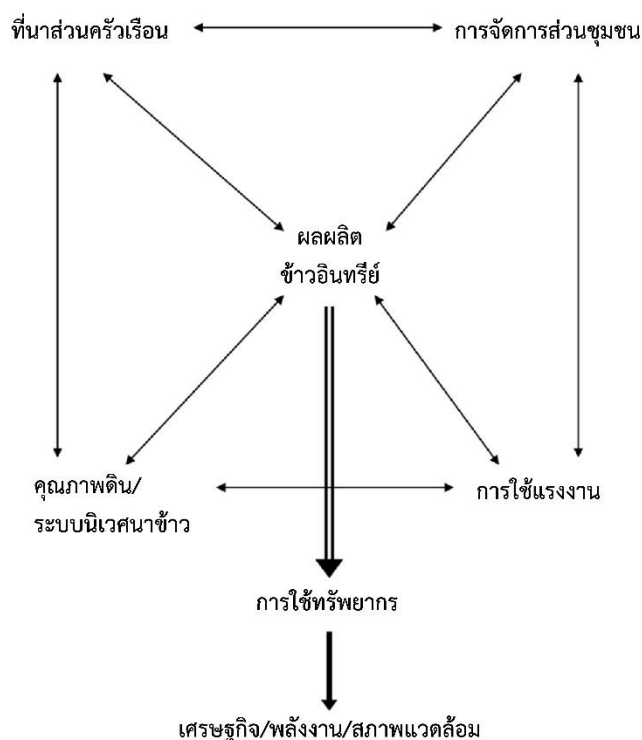 ที่นาส่วนครัวเรือน
การจัดการส่วนชุมชน
ผลผลิต
ข้าวอินทรีย์
คุณภาพดิน/
ระบบนิเวศนาข้าว
การใช้แรงงาน
การใช้ทรัพยากร
เศรษฐกิจ/พลังงาน/สภาพแวดล้อม